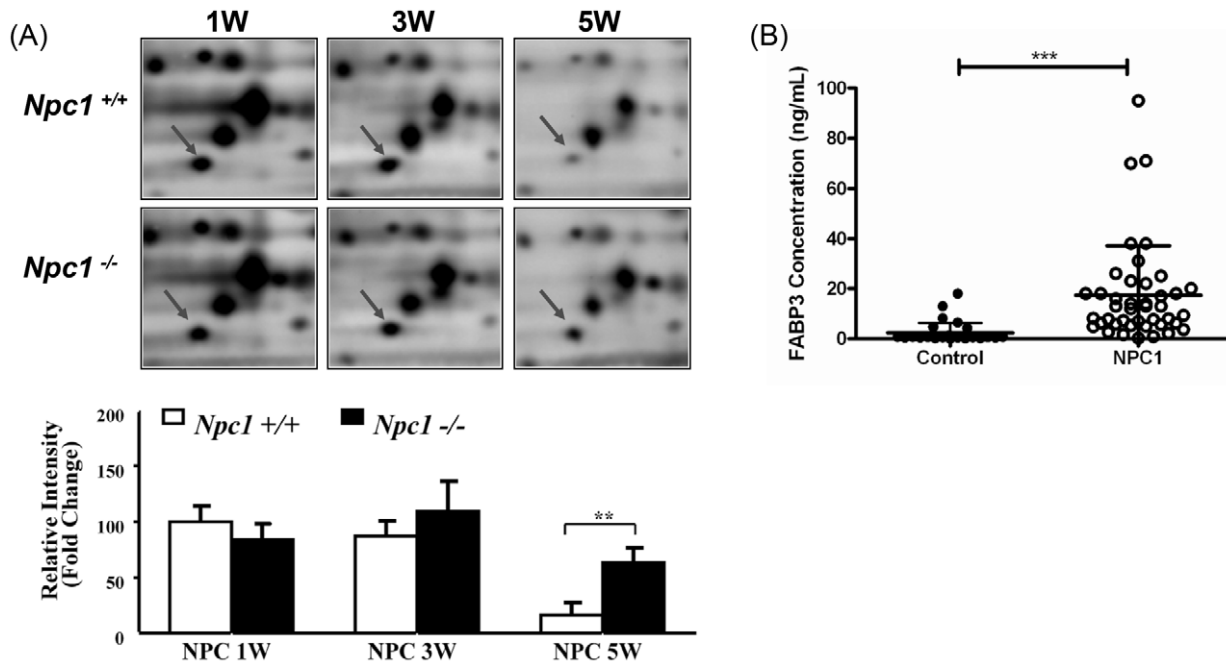 (A)
1W 3W 5W
Npc1 +/+
Npc1 -/-
200
150
100
50
0
Relative Intensity
(Fold Change)
Npc1 +/+ Npc1 -/-
**
NPC 1W NPC 3W NPC 5W
(B)
***
100
80
60
40
20
0
FABP3 Concentration (ng/mL)
Control NPC1